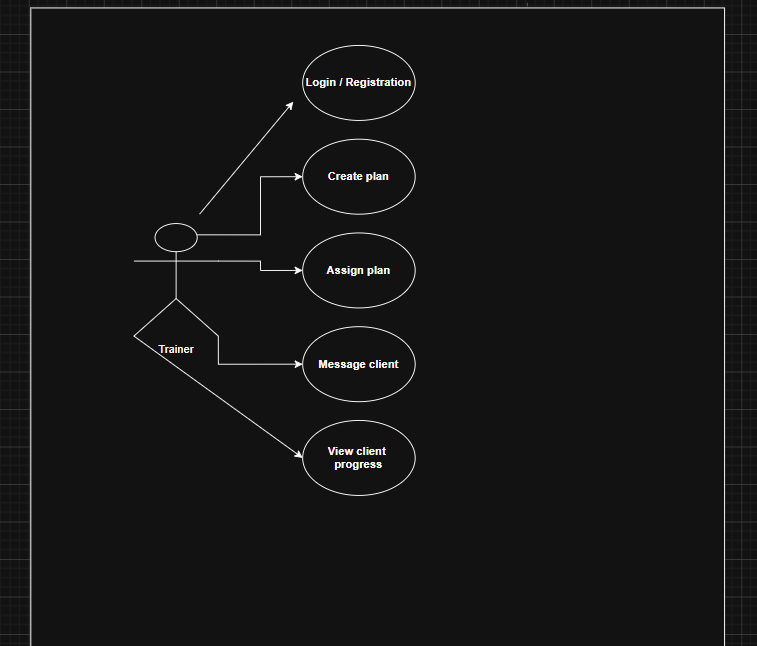 Login / Registration
Create plan
Assign plan
Trainer
Message client
View client
progress